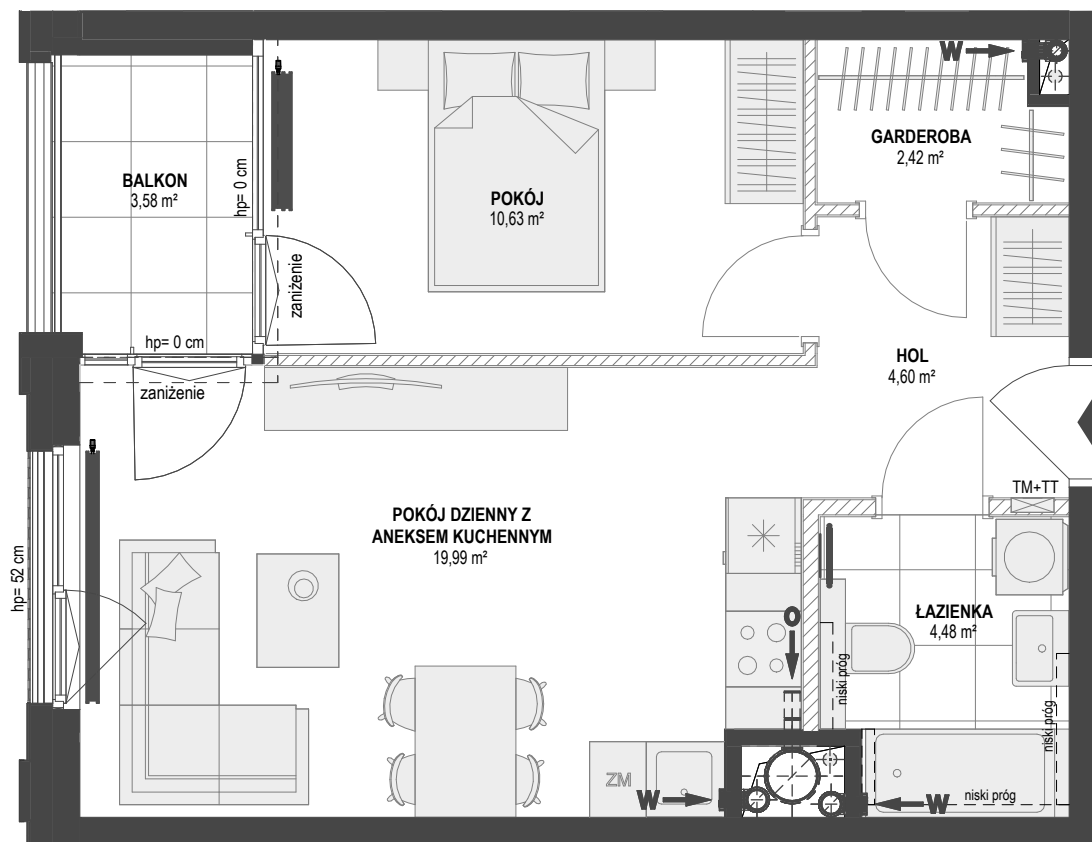 W
GARDEROBA
2,42 m²
BALKON
3,58 m²
hp= 0 cm
POKÓJ
10,63 m²
zaniżenie
hp= 0 cm
zaniżenie
HOL
4,60 m²
TM+TT
POKÓJ DZIENNY Z
ANEKSEM KUCHENNYM
19,99 m²
hp= 52 cm
ŁAZIENKA
4,48 m²
O
niski próg
niski próg
ZM
W
W
niski próg